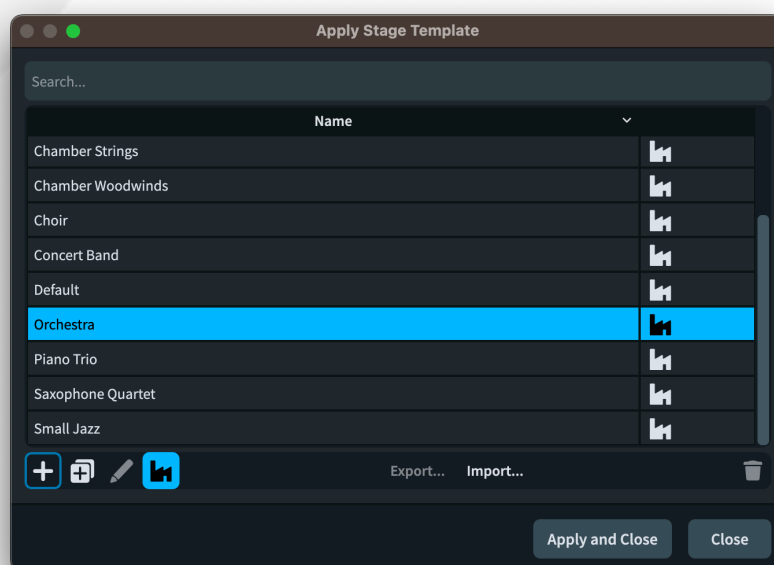 Apply Stage Template
Search...
Name
Chamber Strings
Chamber Woodwinds
Choir
Concert Band
Default
Orchestra
Piano Trio
Saxophone Quartet
Small Jazz
Export... Import...
Apply and Close Close